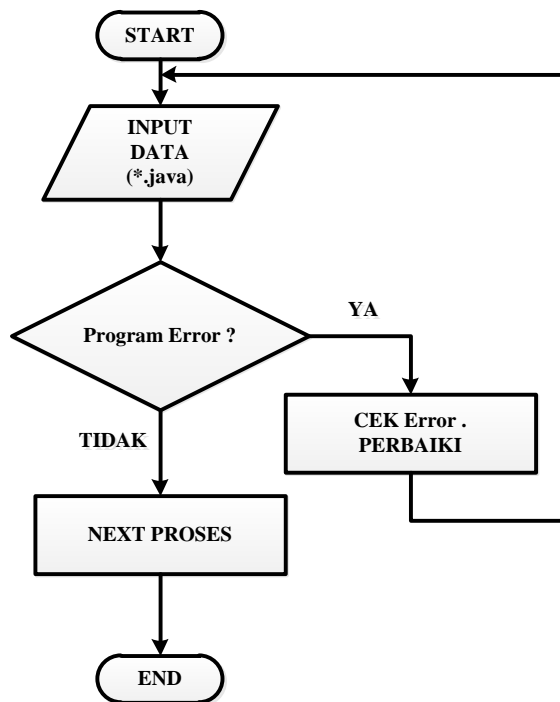 START
INPUT
DATA
(*.java)
Program Error ?
YA
CEK Error .
PERBAIKI
TIDAK
NEXT PROSES
END